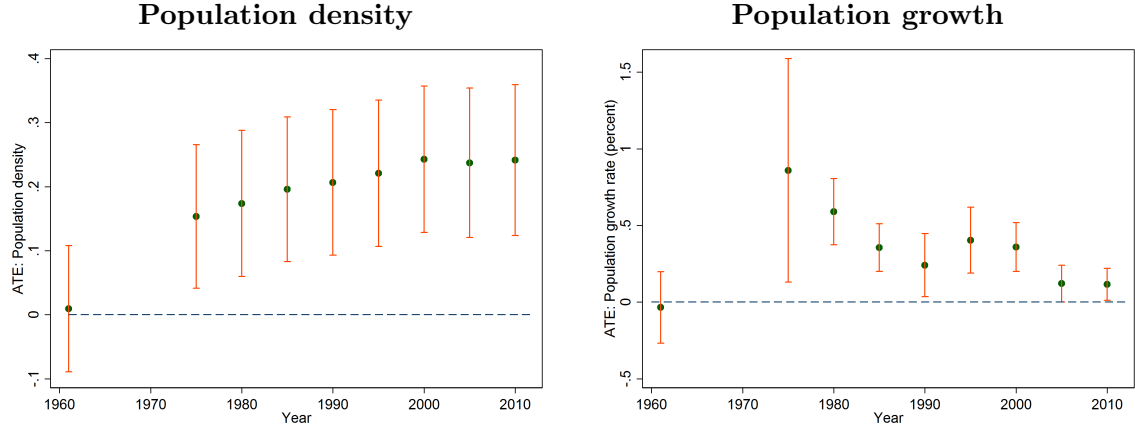 Population density
ATE: Population density
.4
.3
.2
.1
0
-.1
1960 1970 1980 1990 2000 2010
Year
Population growth
ATE: Population growth rate (percent)
1.5
1
.5
0
-.5
1960 1970 1980 1990 2000 2010
Year